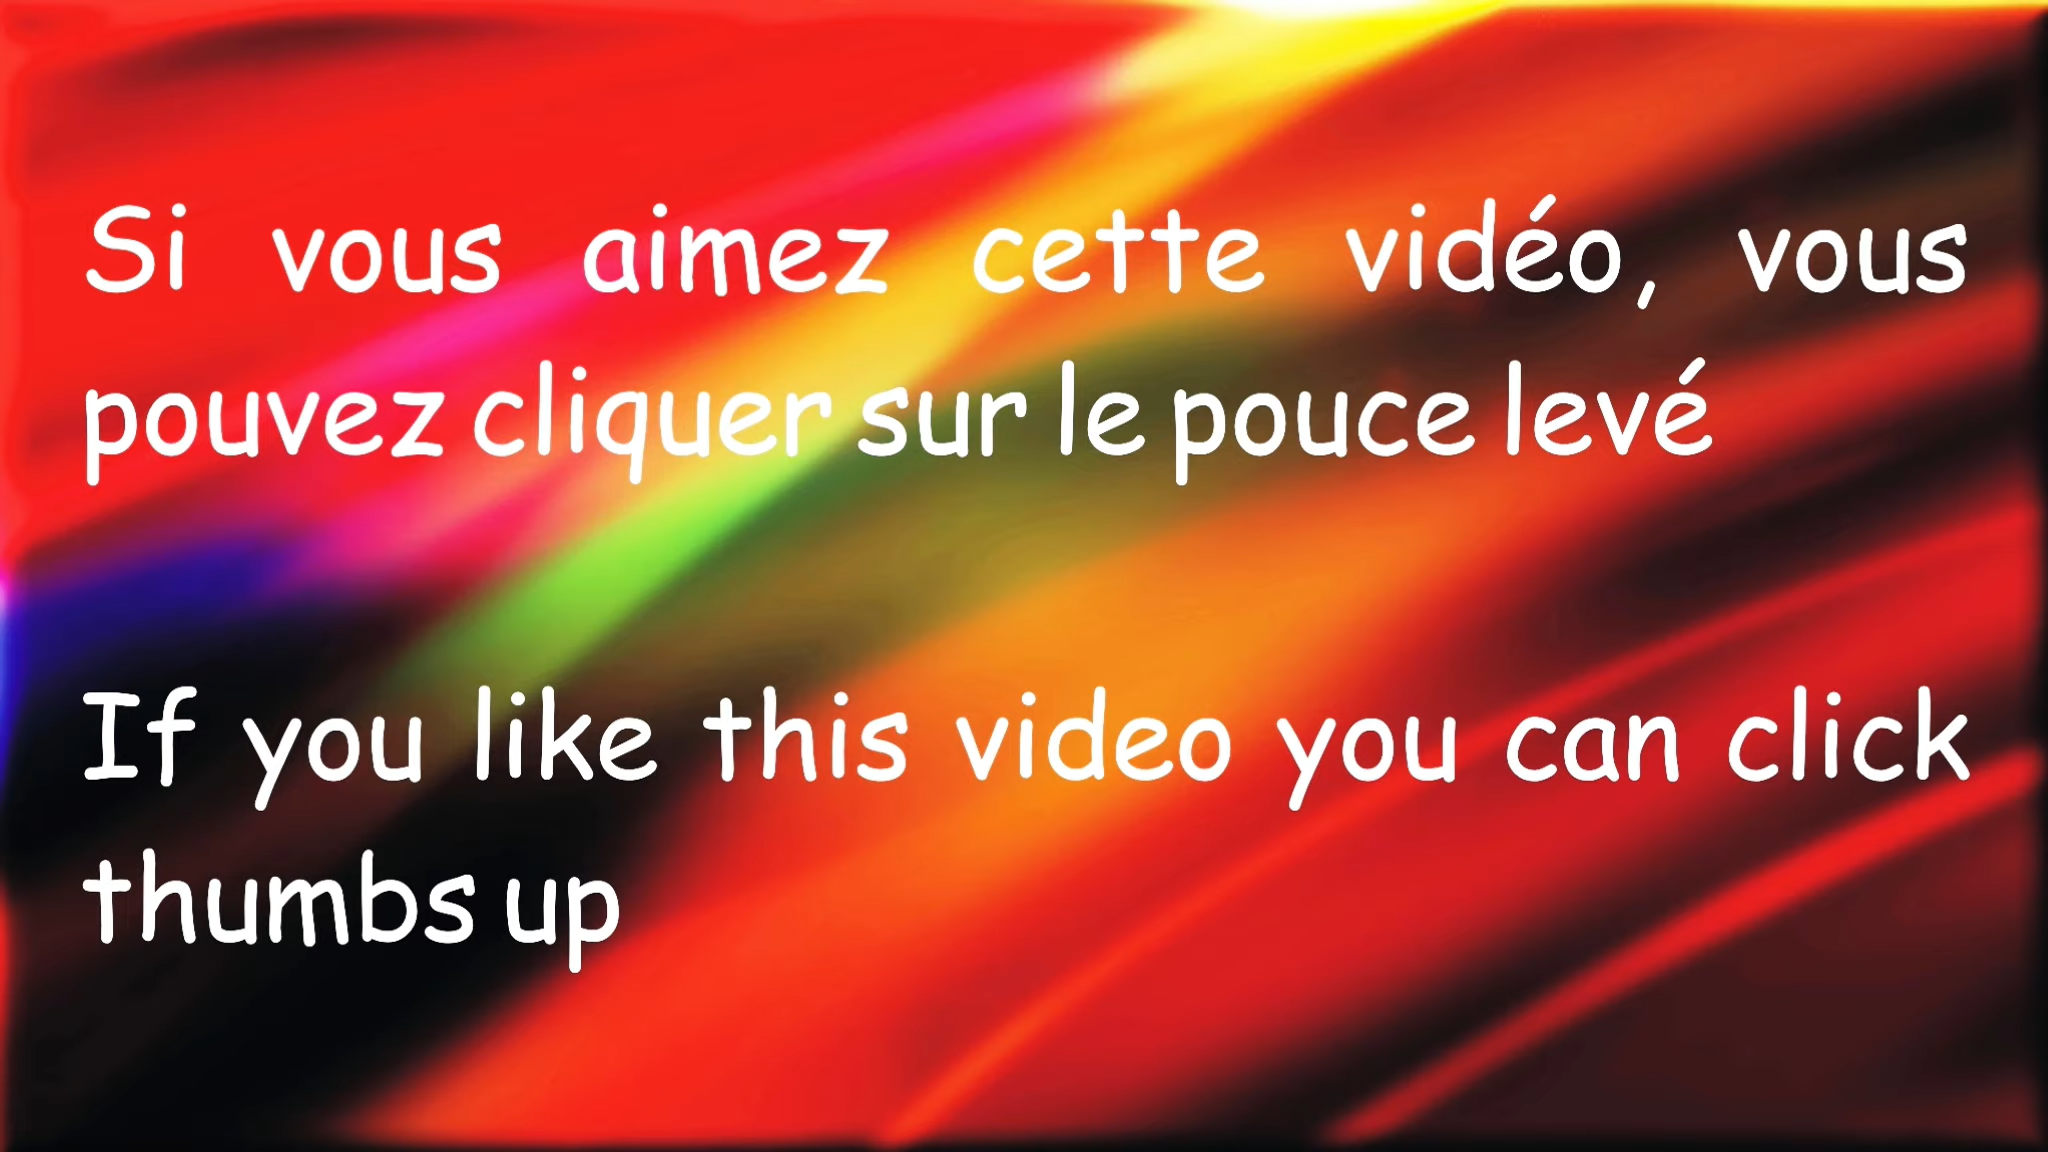 Si vous aimez cette vidéo, vous
pouvez cliquer sur le pouce levé
If you like this video you can click
thumbs up